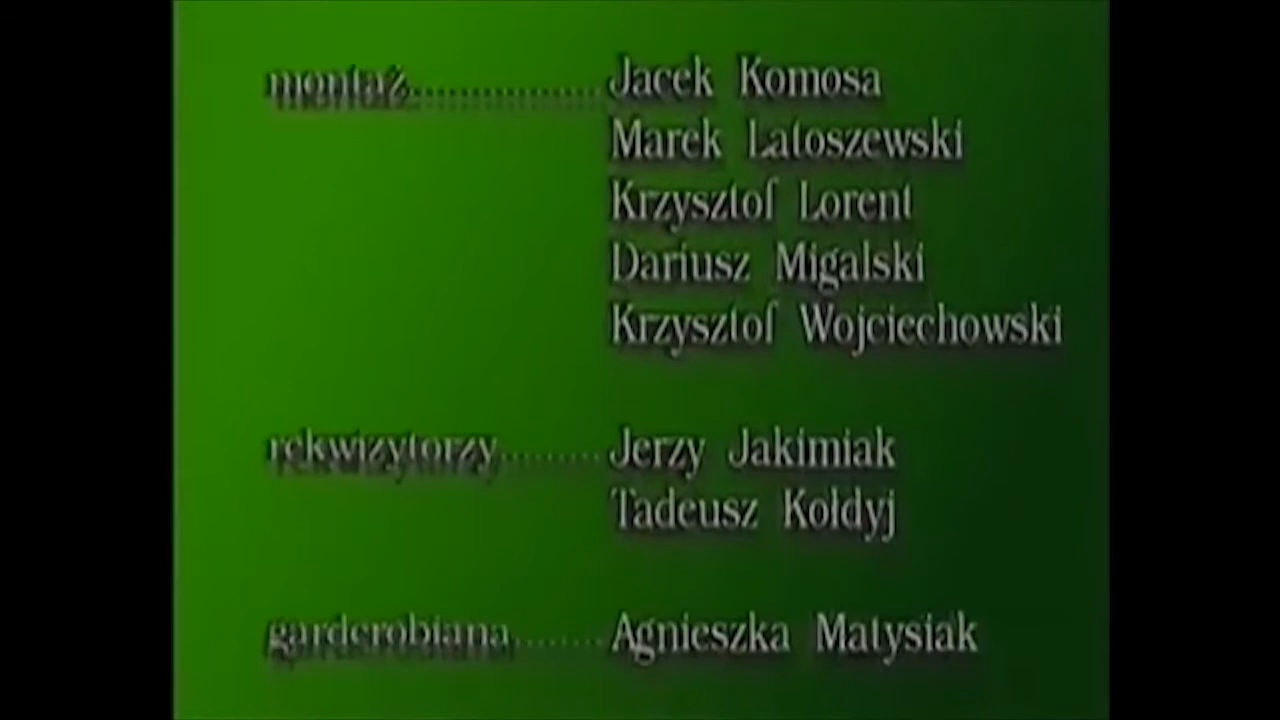 montaż.............Jacek Komosa
Marek Latoszewski
Krzysztof Lorent
Dariusz Migalski
Krzysztof Wojciechowski
rekwizytorzy........Jerzy Jakimiak
Tadeusz Kołdyj
garderobiana.......Agnieszka Matysiak